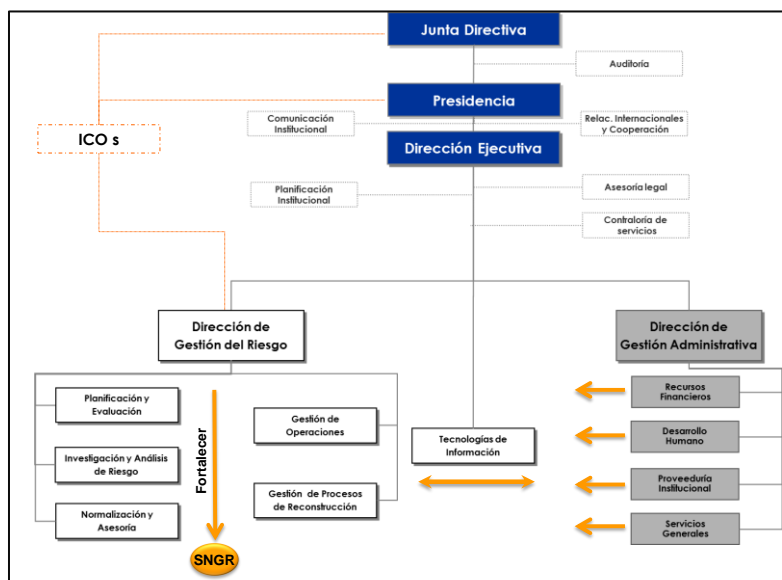 Junta Directiva
Auditoría
Presidencia
Comunicación
Institucional
Relac. Internacionales
y Cooperación
ICO s
Dirección Ejecutiva
Planificación
Institucional
Asesoría legal
Contraloría de
servicios
Dirección de
Gestión del Riesgo
Dirección de
Gestión Administrativa
Planificación y
Evaluación
Investigación y Análisis
de Riesgo
Normalización y
Asesoría
Fortalecer
SNGR
Gestión de
Operaciones
Gestión de Procesos
de Reconstrucción
Tecnologías de
Información
Recursos
Financieros
Desarrollo
Humano
Proveeduría
Institucional
Servicios
Generales